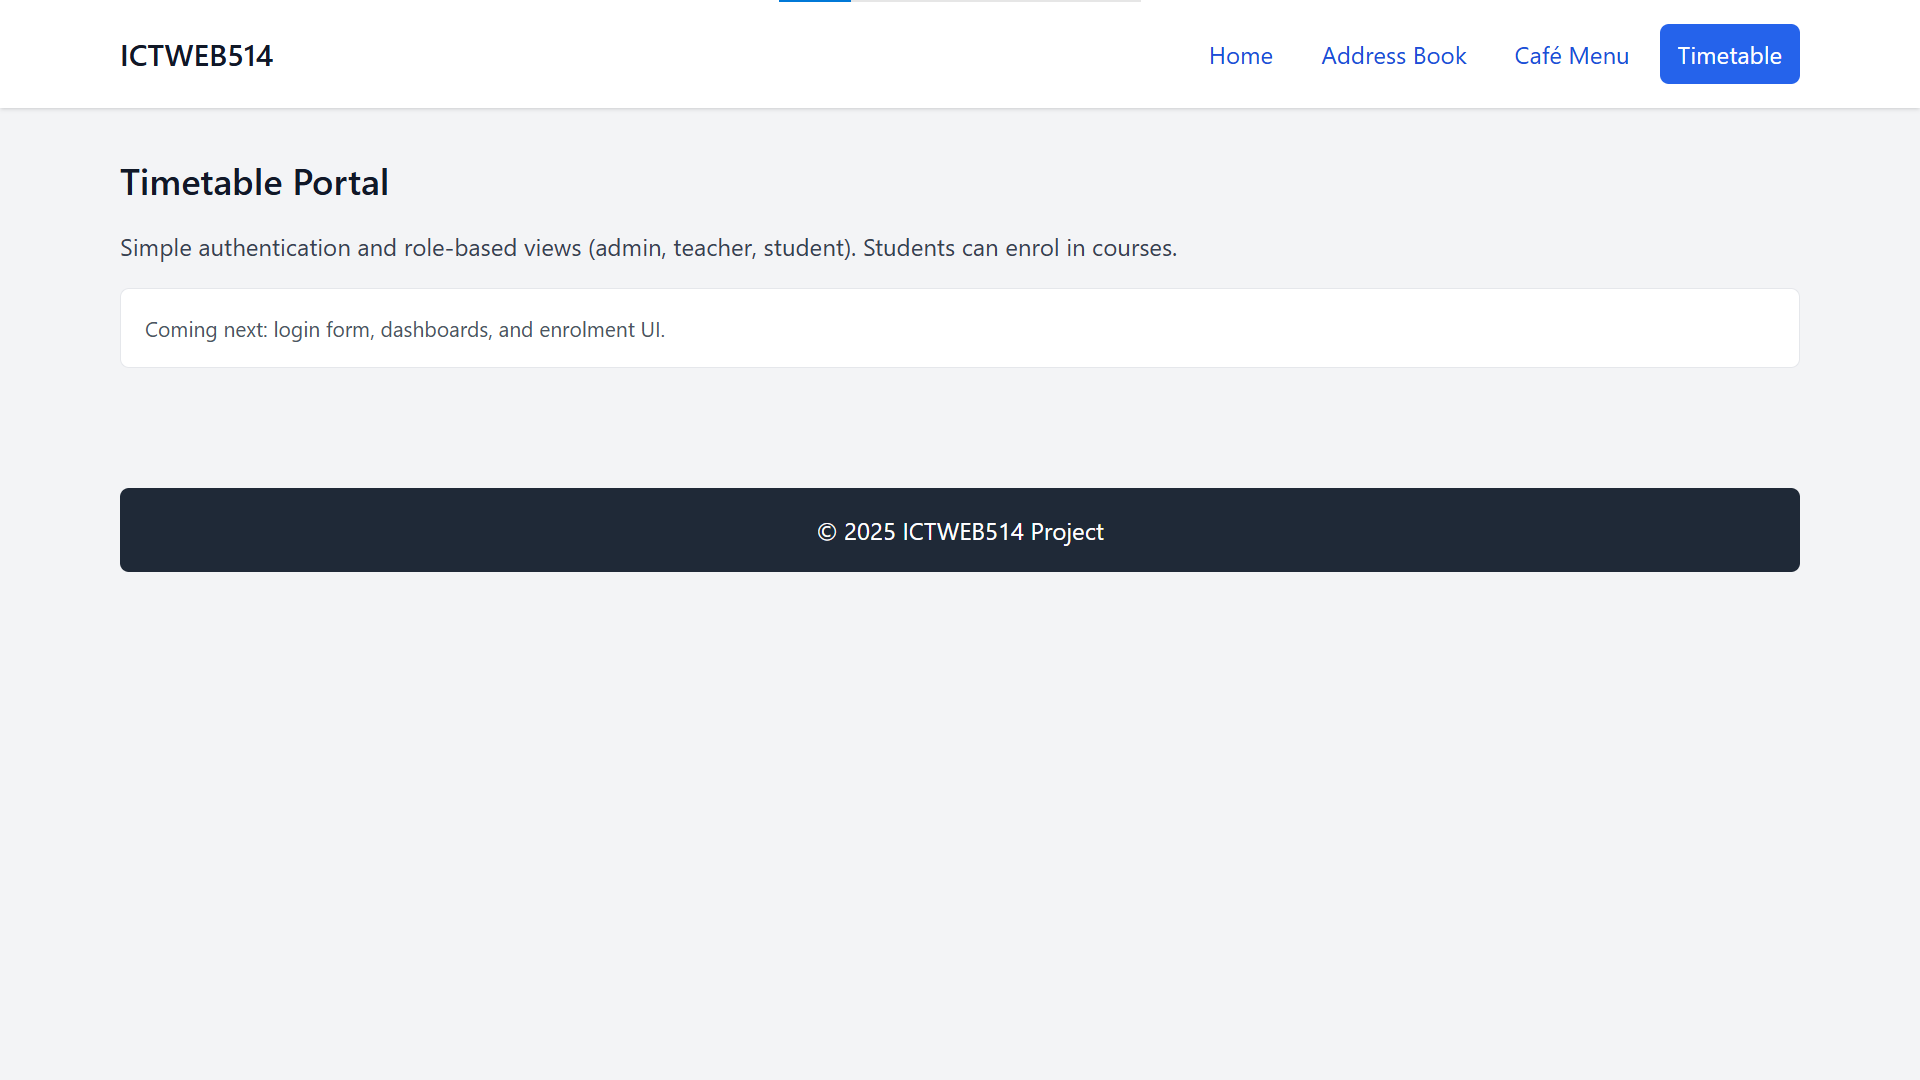 ICTWEB514
Home
Address Book
Café Menu
Timetable
Timetable Portal
Simple authentication and role-based views (admin, teacher, student). Students can enrol in courses.
Coming next: login form, dashboards, and enrolment UI.
© 2025 ICTWEB514 Project